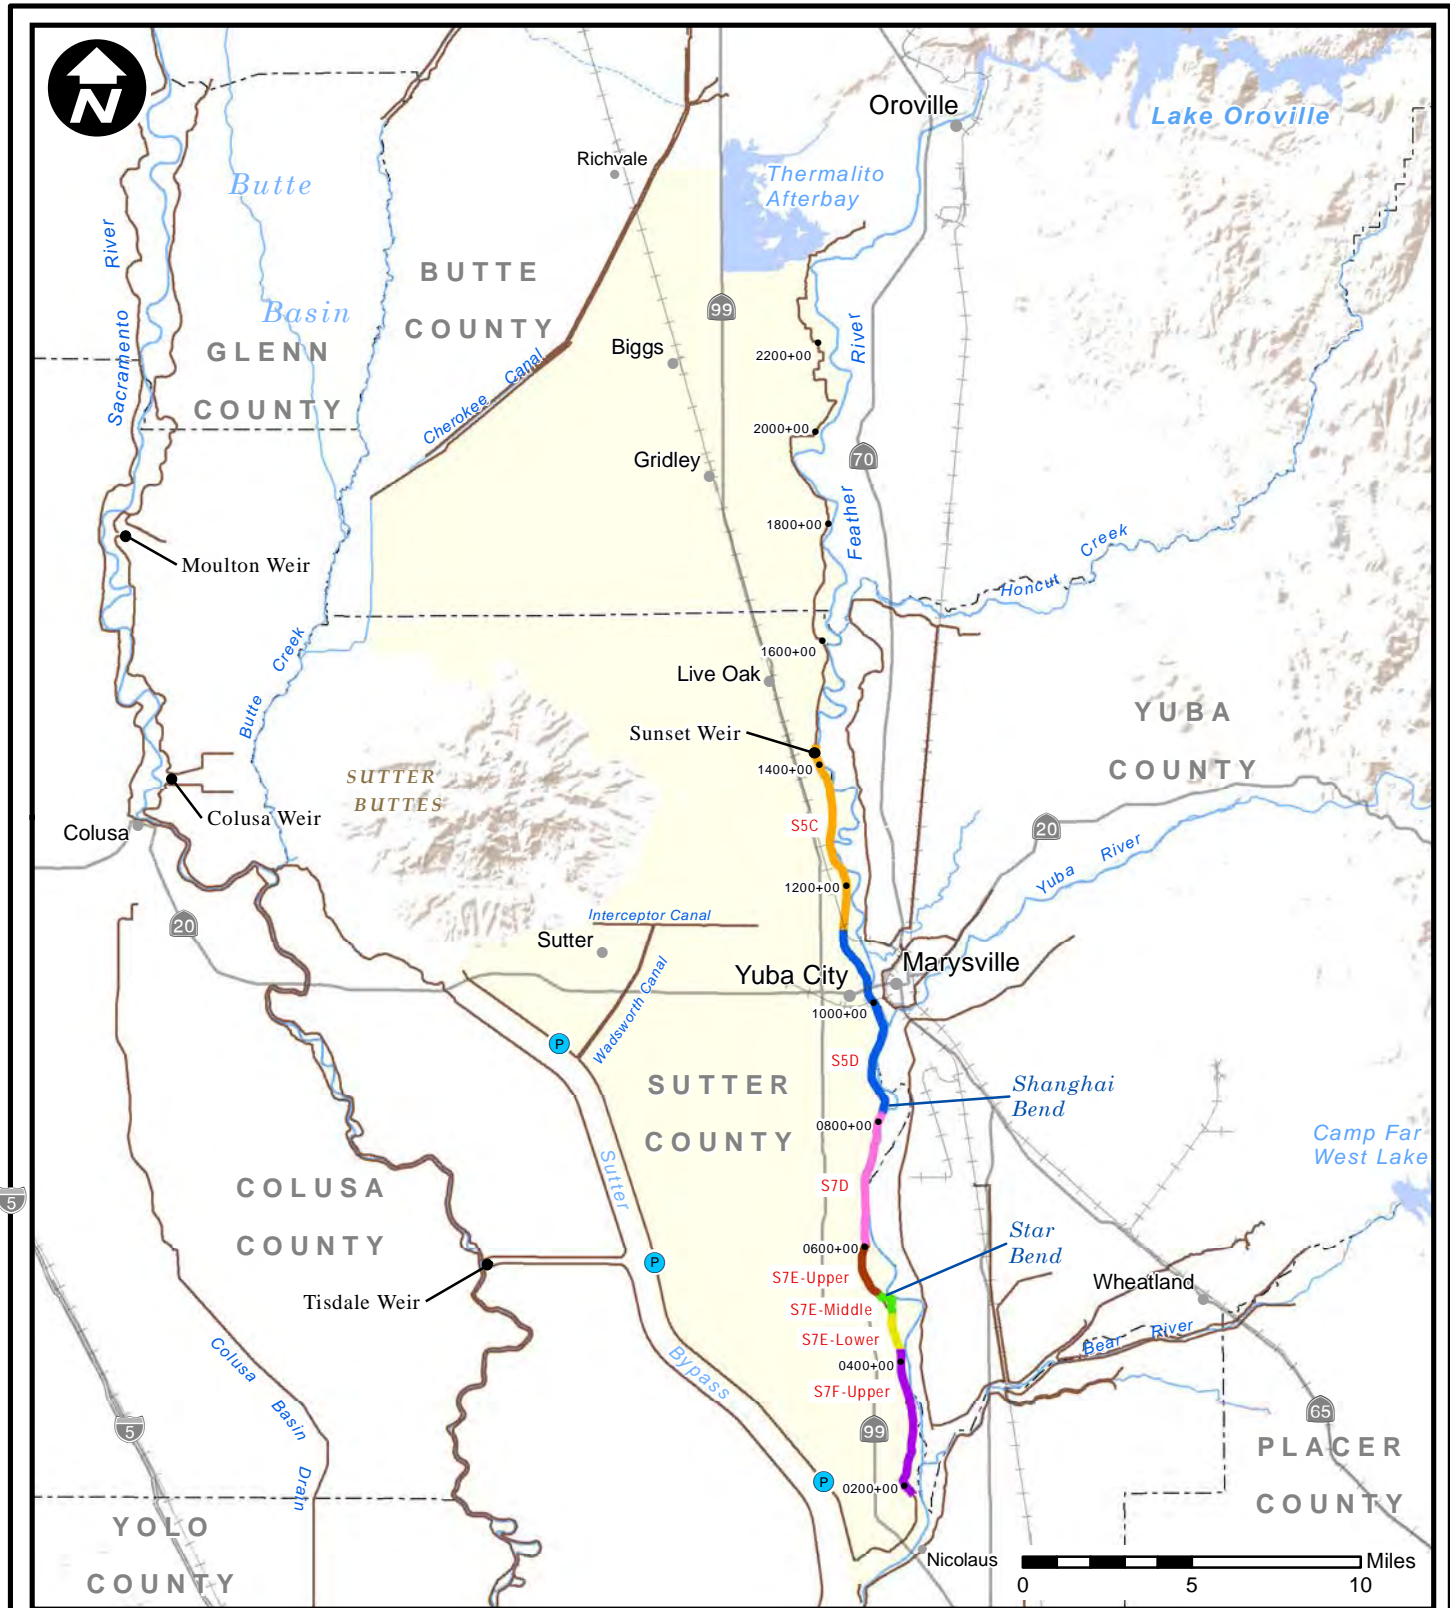 N
Oroville
Lake Oroville
Richvale
Thermalito
Afterbay
Butte
Basin
Sacramento River
BUTTE
COUNTY
99
GLENN
COUNTY
Cherokee Canal
Biggs
2200+00
Feather River
2000+00
70
Gridley
1800+00
Moulton Weir
Honcut Creek
1600+00
Butte Creek
Live Oak
YUBA
COUNTY
Sunset Weir
1400+00
SUTTER
BUTTES
Colusa Weir
Colusa
S5C
20
Yuba River
1200+00
20
Interceptor Canal
Sutter
Wadsworth Canal
Yuba City
Marysville
1000+00
P
S5D
SUTTER
COUNTY
Shanghai
Bend
0800+00
Camp Far
West Lake
Sutter Bypass
S7D
COLUSA
COUNTY
5
Star
Bend
0600+00
P
S7E-Upper
Wheatland
Tisdale Weir
S7E-Middle
S7E-Lower
Bear River
0400+00
Colusa Basin Drain
S7F-Upper
5
99
65
PLACER
COUNTY
P
0200+00
YOLO
COUNTY
Nicolaus
Miles
0 5 10